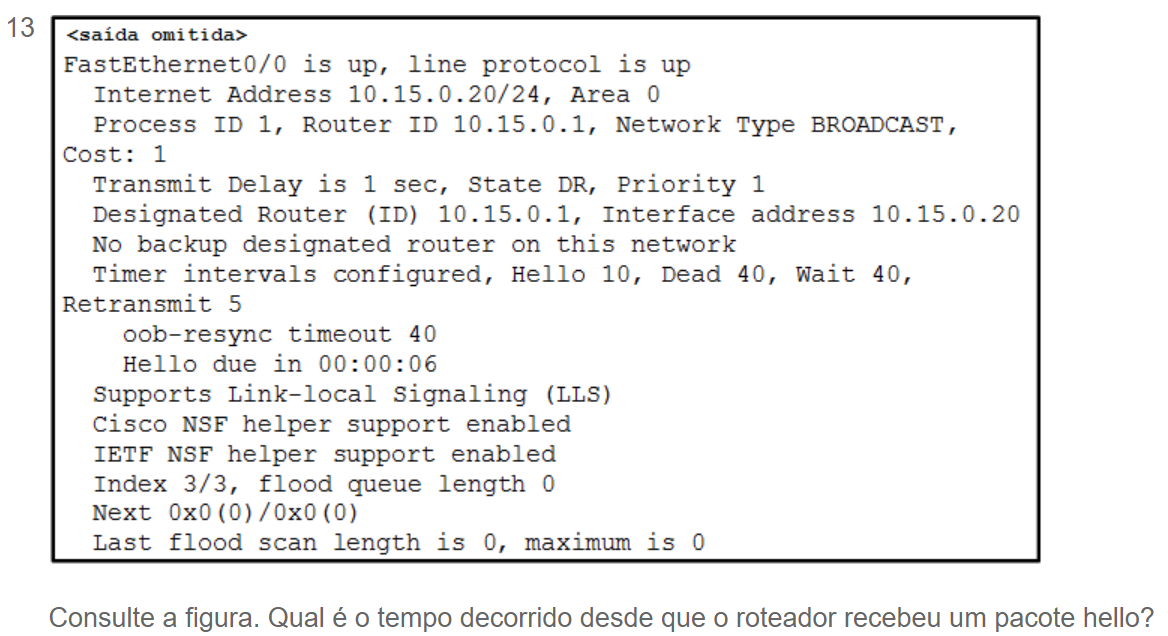 13
<saída omitida>
FastEthernet0/0 is up, line protocol is up
Internet Address 10.15.0.20/24, Area 0
Process ID 1, Router ID 10.15.0.1, Network Type BROADCAST,
Cost: 1
Transmit Delay is 1 sec, State DR, Priority 1
Designated Router (ID) 10.15.0.1, Interface address 10.15.0.20
No backup designated router on this network
Timer intervals configured, Hello 10, Dead 40, Wait 40,
Retransmit 5
oob-resync timeout 40
Hello due in 00:00:06
Supports Link-local Signaling (LLS)
Cisco NSF helper support enabled
IETF NSF helper support enabled
Index 3/3, flood queue length 0
Next 0x0(0)/0x0(0)
Last flood scan length is 0, maximum is 0
Consulte a figura. Qual é o tempo decorrido desde que o roteador recebeu um pacote hello?